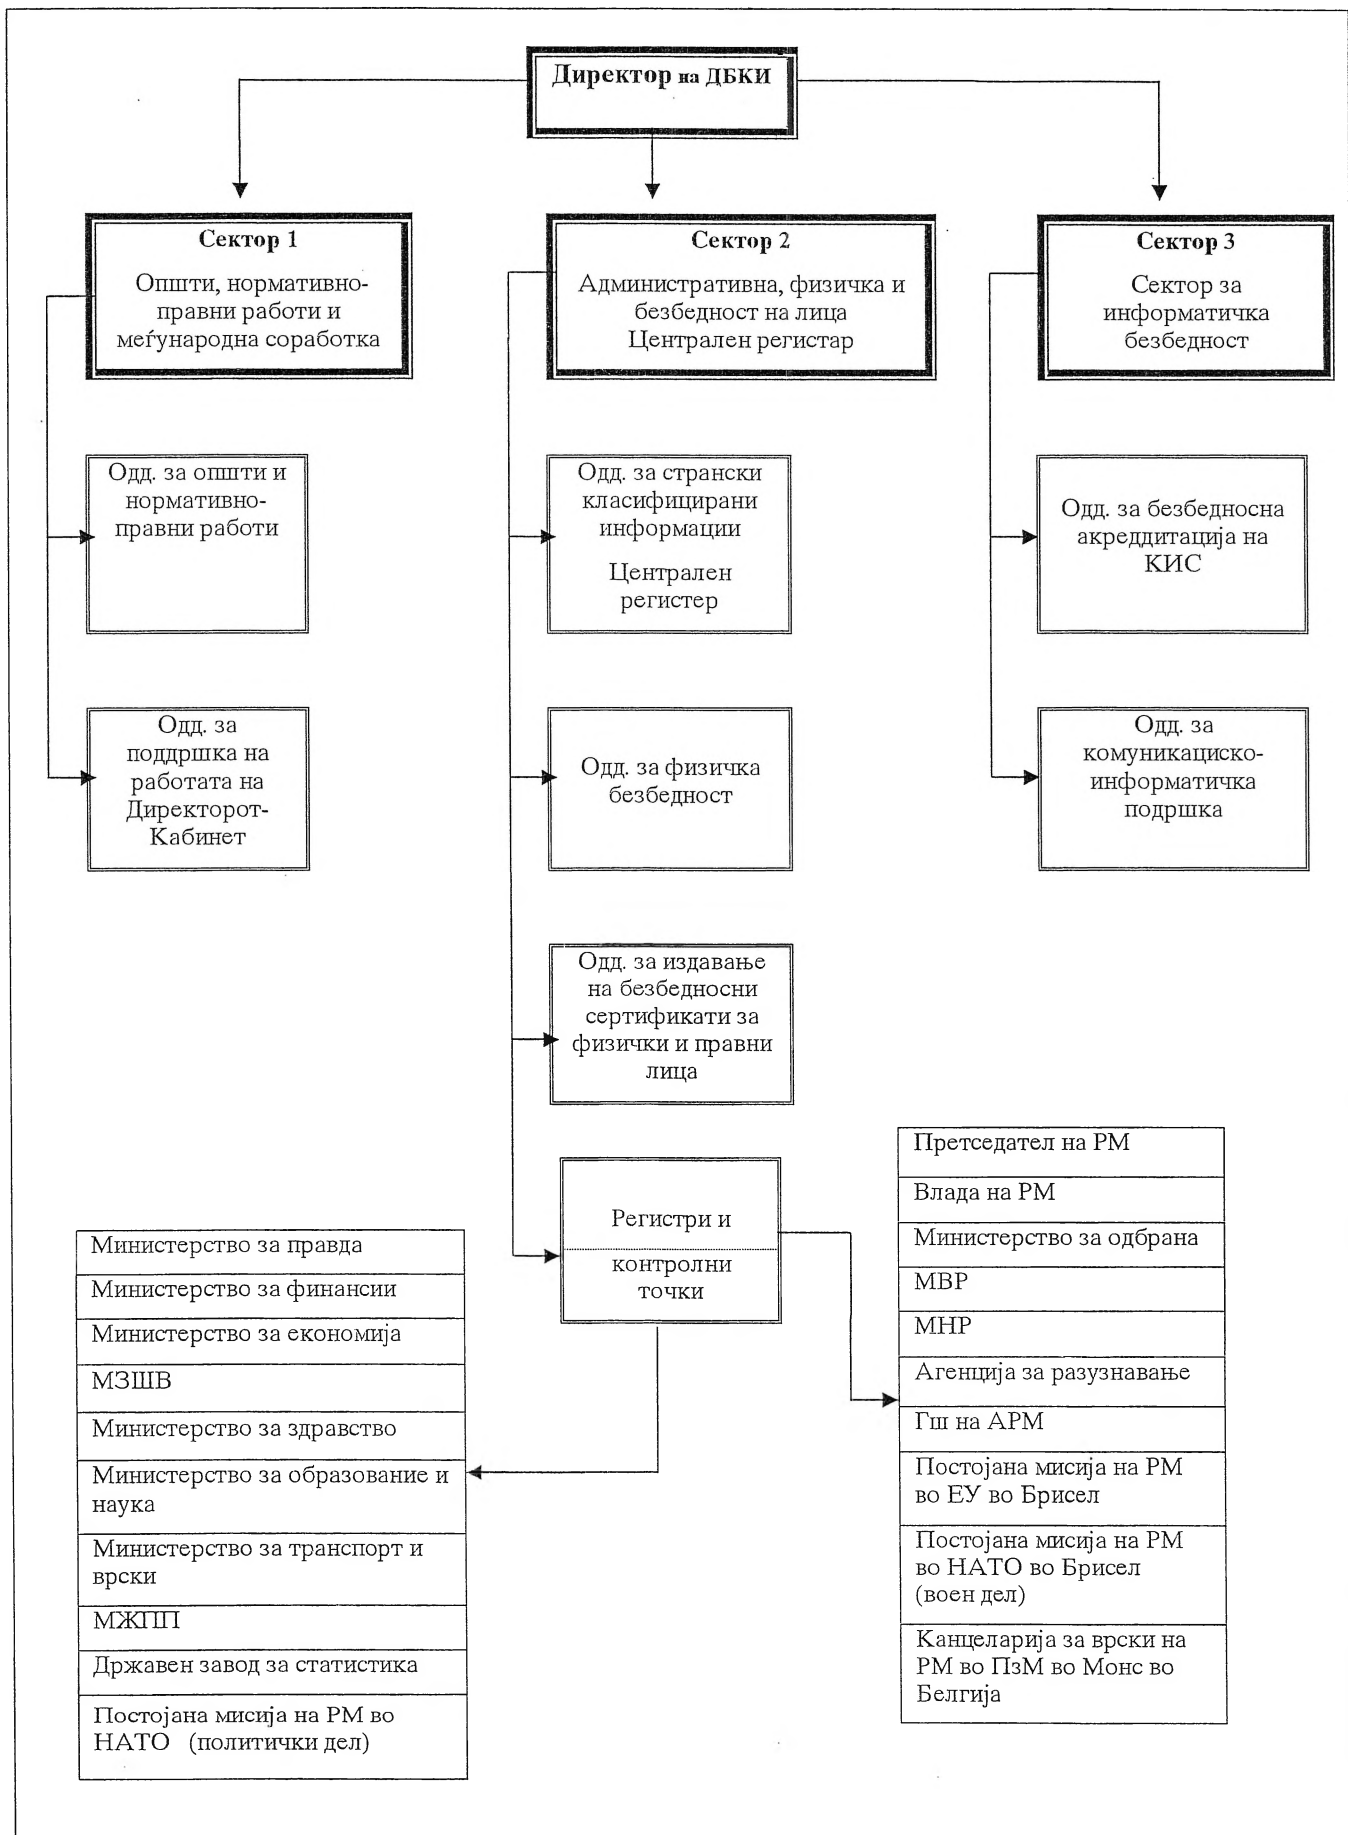 Директор на ДБКИ
Сектор 1
Општи, нормативно-
правни работи и
меѓународна соработка
Сектор 2
Административна, физичка и
безбедност на лица
Централен регистар
Сектор 3
Сектор за
информатичка
безбедност
Одд. за општи и
нормативно-
правни работи
Одд. за странски
класифицирани
информации
Централен
регистер
Одд. за безбедносна
акреддитација на
КИС
Одд. за
поддршка на
работата на
Директорот-
Кабинет
Одд. за физичка
безбедност
Одд. за
комуникациско-
информатичка
подршка
Одд. за издавање
на безбедносни
сертификати за
физички и правни
лица
Регистри и
контролни
точки
Министерство за правда
Министерство за финансии
Министерство за економија
МЗШВ
Министерство за здравство
Министерство за образование и
наука
Министерство за транспорт и
врски
МЖПП
Државен завод за статистика
Постојана мисија на РМ во
НАТО (политички дел)
Претседател на РМ
Влада на РМ
Министерство за одбрана
МВР
МНР
Агенција за разузнавање
Гш на АРМ
Постојана мисија на РМ
во ЕУ во Брисел
Постојана мисија на РМ
во НАТО во Брисел
(воен дел)
Канцеларија за врски на
РМ во ПзМ во Монс во
Белгија